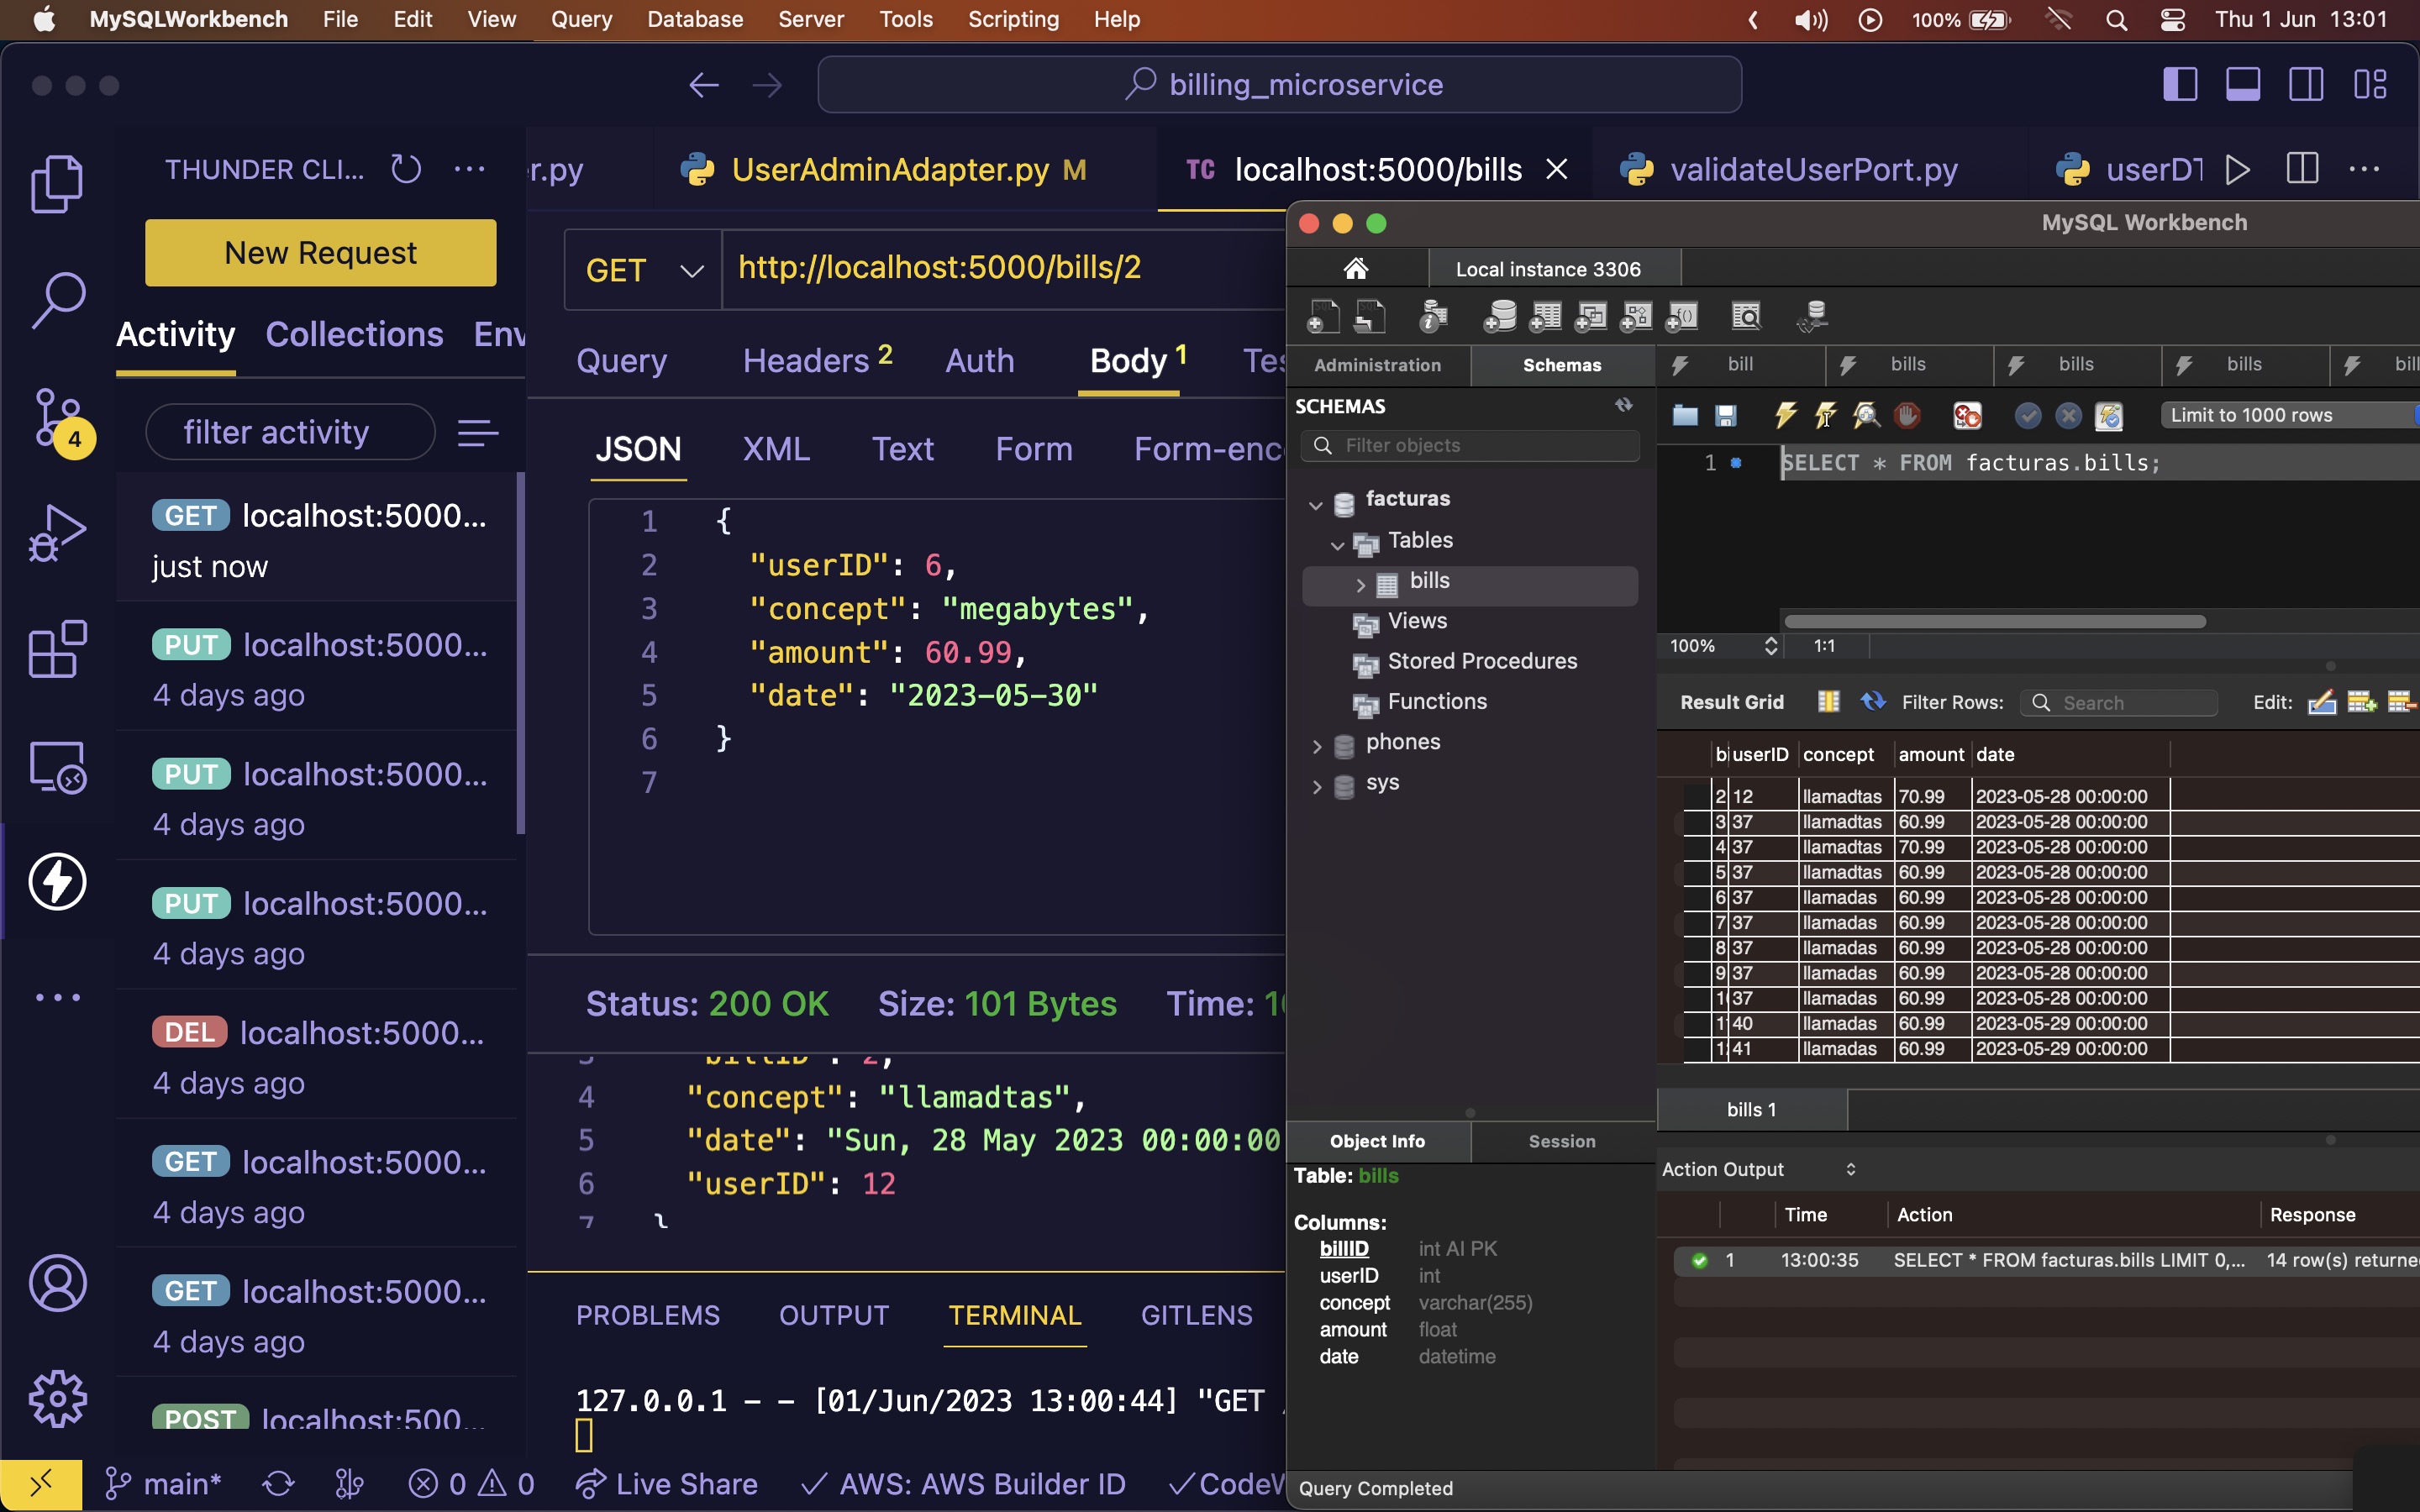 MySQLWorkbench File Edit View Query Database Server Tools Scripting Help 100% Thu 1 Jun 13:01
billing_microservice
THUNDER CLI...
r.py
UserAdminAdapter.py M
TC localhost:5000/bills
validateUserPort.py
userDT
New Request
Activity Collections Env
filter activity
GET localhost:5000...
just now
PUT localhost:5000...
4 days ago
PUT localhost:5000...
4 days ago
PUT localhost:5000...
4 days ago
DEL localhost:5000...
4 days ago
GET localhost:5000...
4 days ago
GET localhost:5000...
4 days ago
POST localhost:500...
4
GET http://localhost:5000/bills/2
Query Headers 2 Auth Body 1 Tes
JSON XML Text Form Form-enc
1 {
2 "userID": 6,
3 "concept": "megabytes",
4 "amount": 60.99,
5 "date": "2023-05-30"
6 }
7
Status: 200 OK Size: 101 Bytes Time: 1
3 "billID": 2,
4 "concept": "llamadtas",
5 "date": "Sun, 28 May 2023 00:00:00
6 "userID": 12
7 }
PROBLEMS OUTPUT TERMINAL GITLENS
127.0.0.1 - - [01/Jun/2023 13:00:44] "GET
main* 0 0 Live Share AWS: AWS Builder ID CodeW
MySQL Workbench
Local instance 3306
Administration Schemas
bill bills bills bills bill
SCHEMAS
Filter objects
facturas
Tables
bills
Views
Stored Procedures
Functions
phones
sys
Limit to 1000 rows
1 SELECT * FROM facturas.bills;
100% 1:1
Result Grid Filter Rows: Search Edit:
bi userID concept amount date
2 12 llamadtas 70.99 2023-05-28 00:00:00
3 37 llamadtas 60.99 2023-05-28 00:00:00
4 37 llamadtas 70.99 2023-05-28 00:00:00
5 37 llamadtas 60.99 2023-05-28 00:00:00
6 37 llamadas 60.99 2023-05-28 00:00:00
7 37 llamadas 60.99 2023-05-28 00:00:00
8 37 llamadas 60.99 2023-05-28 00:00:00
9 37 llamadas 60.99 2023-05-28 00:00:00
1 37 llamadas 60.99 2023-05-28 00:00:00
1 40 llamadas 60.99 2023-05-29 00:00:00
1 41 llamadas 60.99 2023-05-29 00:00:00
bills 1
Object Info Session
Table: bills
Columns:
billID int AI PK
userID int
concept varchar(255)
amount float
date datetime
Action Output
Time Action Response
1 13:00:35 SELECT * FROM facturas.bills LIMIT 0,... 14 row(s) returne
Query Completed